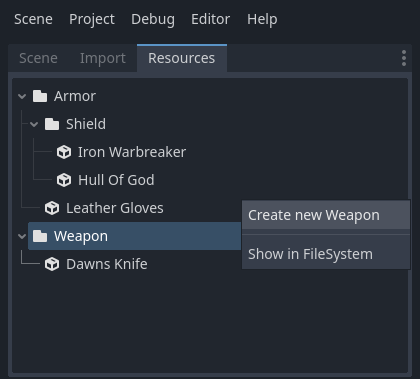 Scene Project Debug Editor Help
Scene Import Resources
Armor
Shield
Iron Warbreaker
Hull Of God
Leather Gloves
Create new Weapon
Weapon
Show in FileSystem
Dawns Knife